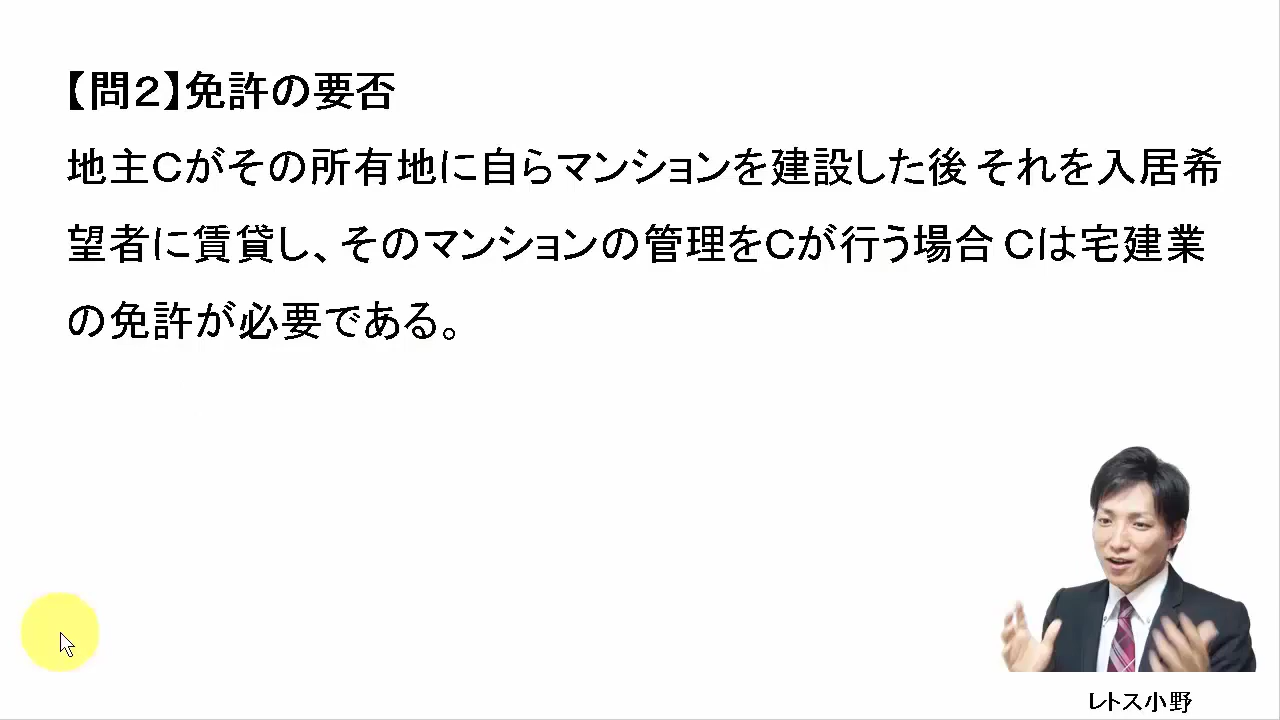 【問2】免許の要否
地主Cがその所有地に自らマンションを建設した後 それを入居希
望者に賃貸し、そのマンションの管理をCが行う場合 Cは宅建業
の免許が必要である。
レトス小野